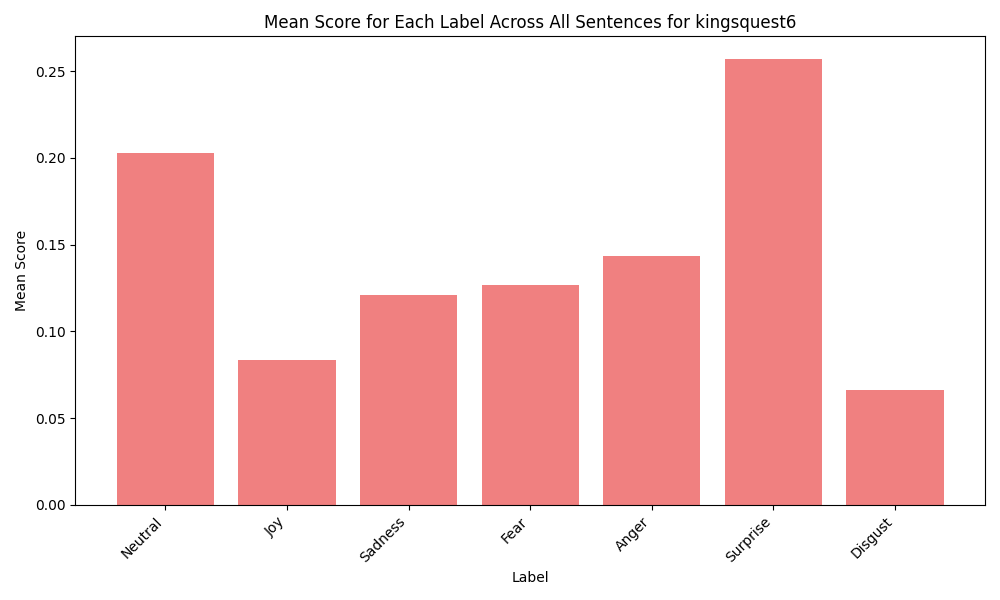 Mean Score for Each Label Across All Sentences for kingsquest6
Mean Score
0.25
0.20
0.15
0.10
0.05
0.00
Neutral
Joy
Sadness
Fear
Anger
Surprise
Disgust
Label